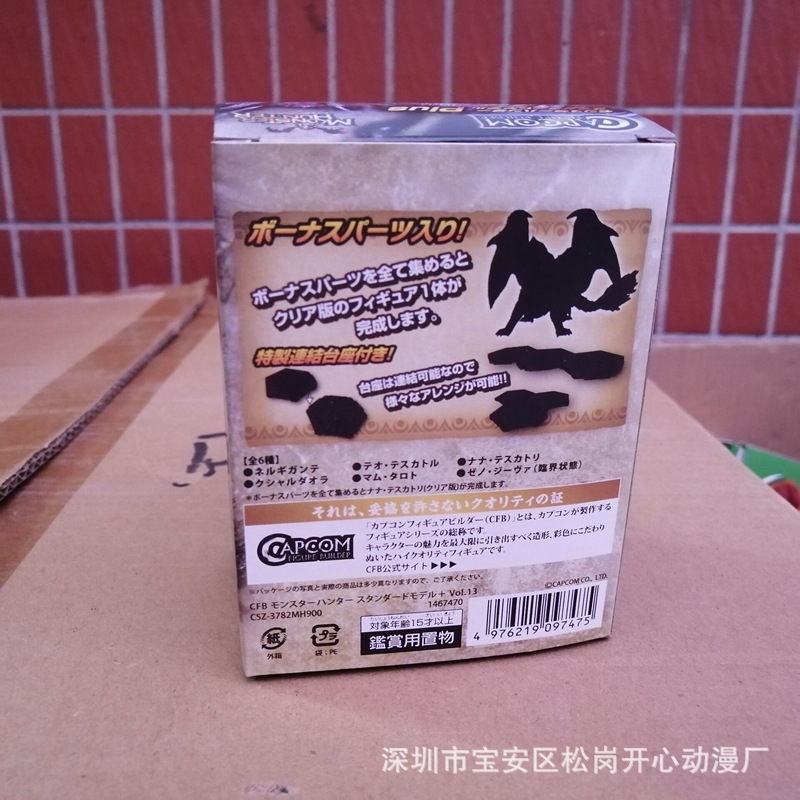 Plus
MONSTER HUNTER
CAPCOM
ボーナスパーツ入り!
ボーナスパーツを全て集めると
クリア版のフィギュア1体が
完成します。
特製連結台座付き!
台座は連結可能なので
様々なアレンジが可能!!
【全6種】
●ネルギガンテ ●テオ・テスカトル ●ナナ・テスカトリ
●クシャルダオラ ●マム・タロト ●ゼノ・ジーヴァ(臨界状態)
*ボーナスパーツを全て集めるとナナ・テスカトリ(クリア版)が完成します。
それは、妥協を許さないクオリティの証
CAPCOM
FIGURE BUILDER
「カプコンフィギュアビルダー(CFB)」とは、カプコンが製作する
フィギュアシリーズの総称です。
キャラクターの魅力を最大限に引き出すべく造形、彩色にこだわり
ぬいたハイクオリティフィギュアです。
CFB公式サイト ▶▶▶
※パッケージの写真と実際の商品は多少異なりますので、ご了承ください。
©CAPCOM CO., LTD.
CFB モンスターハンター スタンダードモデル+ Vol.13
CSZ-3782MH900
1467470
紙
外箱
プラ
袋:PE
対象年齢15才以上
鑑賞用置物
4 976219 097475
深圳市宝安区松岗开心动漫厂